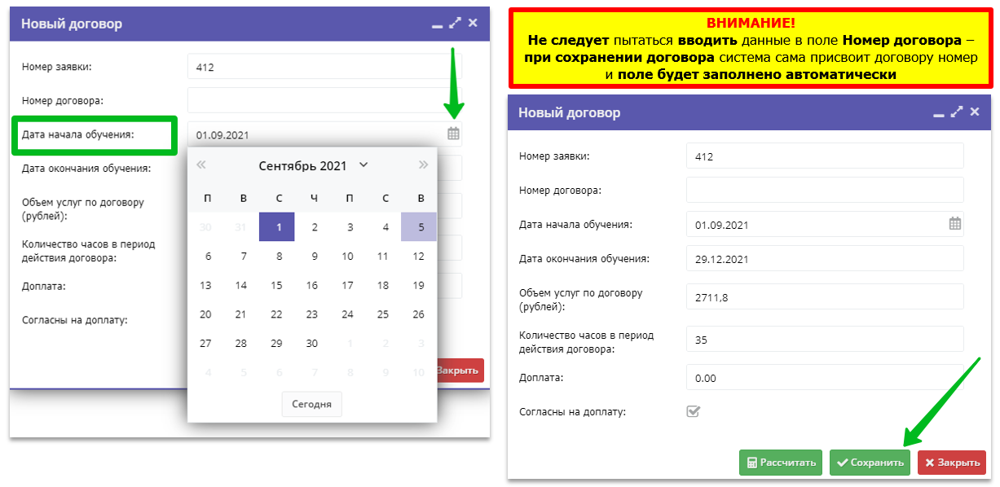 Новый договор
Номер заявки:
412
Номер договора:
Дата начала обучения:
01.09.2021
Дата окончания обучения:
Объем услуг по договору
(рублей):
Количество часов в период
действия договора:
Доплата:
Согласны на доплату:
« Сентябрь 2021 »
П В С Ч П С В
30 31 1 2 3 4 5
6 7 8 9 10 11 12
13 14 15 16 17 18 19
20 21 22 23 24 25 26
27 28 29 30 1 2 3
4 5 6 7 8 9 10
Сегодня
Закрыть
ВНИМАНИЕ!
Не следует пытаться вводить данные в поле Номер договора –
при сохранении договора система сама присвоит договору номер
и поле будет заполнено автоматически
Новый договор
Номер заявки:
412
Номер договора:
Дата начала обучения:
01.09.2021
Дата окончания обучения:
29.12.2021
Объем услуг по договору
(рублей):
2711,8
Количество часов в период
действия договора:
35
Доплата:
0.00
Согласны на доплату:
Рассчитать
Сохранить
Закрыть